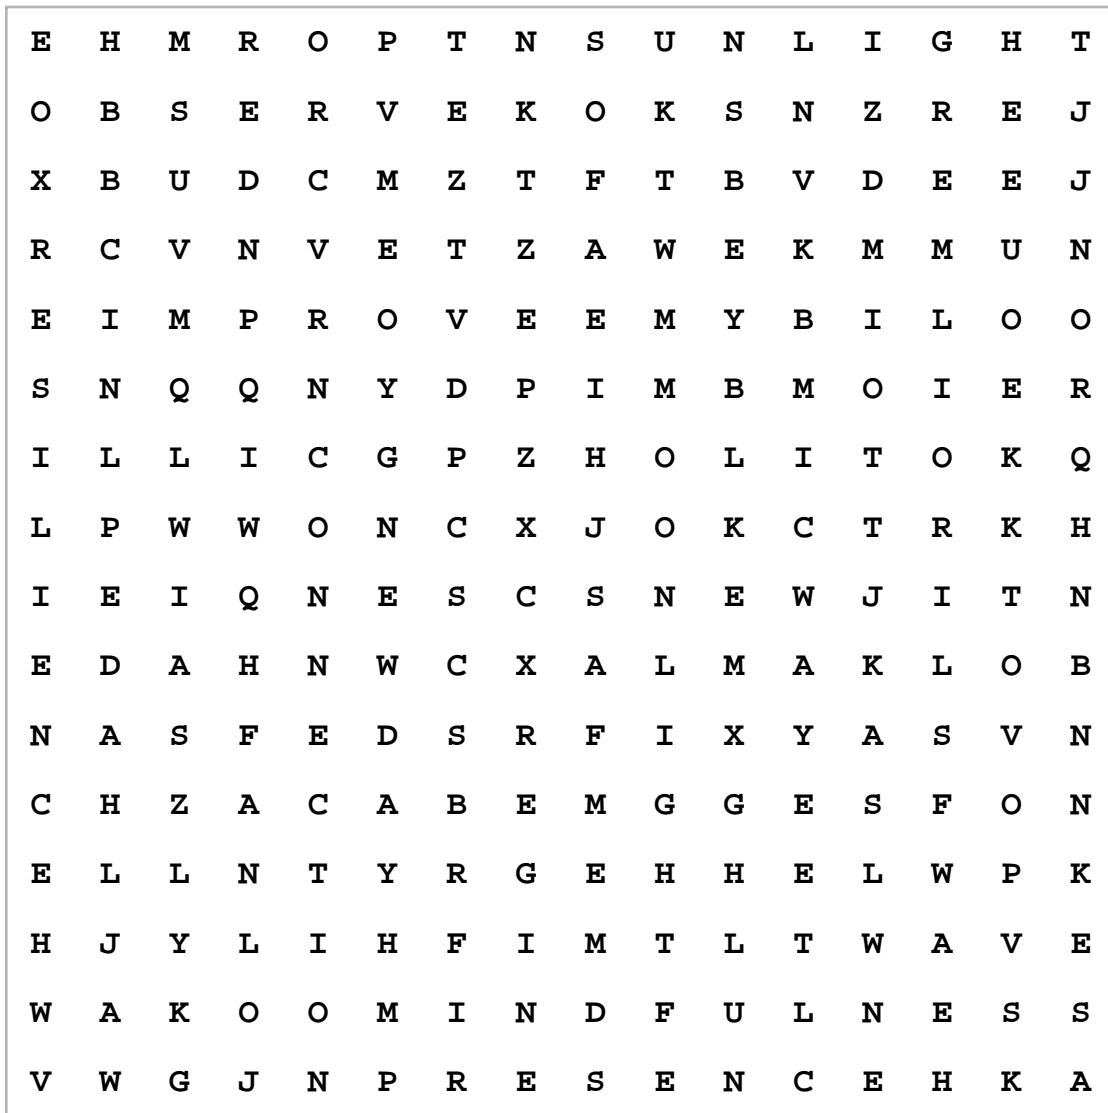 E H M R O P T N S U N L I G H T
O B S E R V E K O K S N Z R E J
X B U D C M Z T F T B V D E E J
R C V N V E T Z A W E K M M U N
E I M P R O V E E M Y B I L O O
S N Q Q N Y D P I M B M O I E R
I L L I C G P Z H O L I T O K Q
L P W W O N C X J O K C T R K H
I E I Q N E S C S N E W J I T N
E D A H N W C X A L M A K L O B
N A S F E D S R F I X Y A S V N
C H Z A C A B E M G G E S F O N
E L L N T Y R G E H H E L W P K
H J Y L I H F I M T L T W A V E
W A K O O M I N D F U L N E S S
V W G J N P R E S E N C E H K A